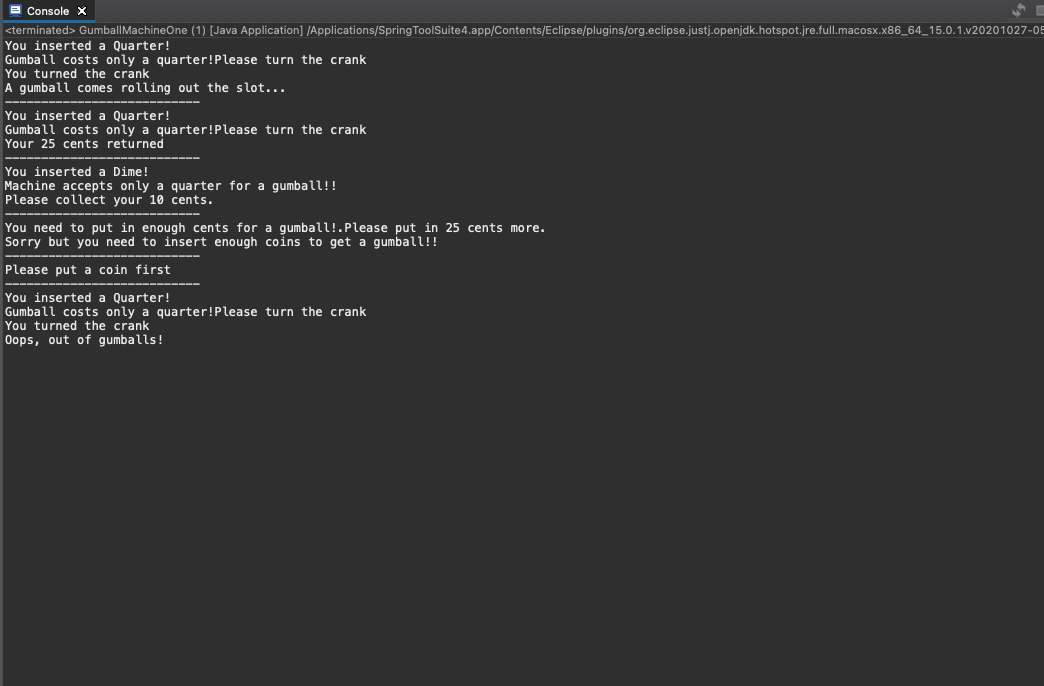 Console
<terminated> GumballMachineOne (1) [Java Application] /Applications/SpringToolSuite4.app/Contents/Eclipse/plugins/org.eclipse.justj.openjdk.hotspot.jre.full.macosx.x86_64_15.0.1.v20201027-05
You inserted a Quarter!
Gumball costs only a quarter!Please turn the crank
You turned the crank
A gumball comes rolling out the slot...
---------------------------
You inserted a Quarter!
Gumball costs only a quarter!Please turn the crank
Your 25 cents returned
---------------------------
You inserted a Dime!
Machine accepts only a quarter for a gumball!!
Please collect your 10 cents.
---------------------------
You need to put in enough cents for a gumball!.Please put in 25 cents more.
Sorry but you need to insert enough coins to get a gumball!!
---------------------------
Please put a coin first
---------------------------
You inserted a Quarter!
Gumball costs only a quarter!Please turn the crank
You turned the crank
Oops, out of gumballs!